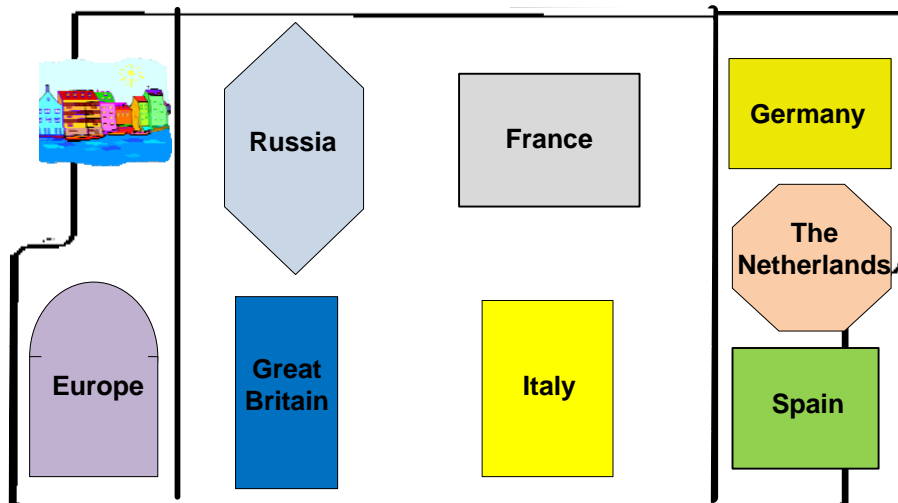 Russia
France
Germany
The
Netherlands
Europe
Great
Britain
Italy
Spain